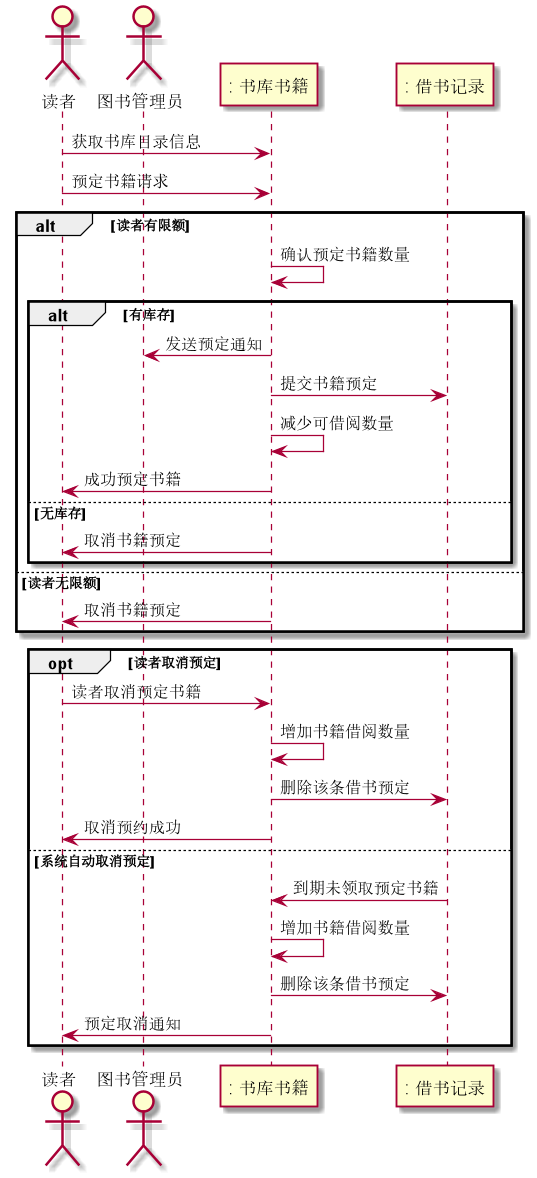 读者
图书管理员
: 书库书籍
: 借书记录
获取书库目录信息
预定书籍请求
alt
[读者有限额]
确认预定书籍数量
alt
[有库存]
发送预定通知
提交书籍预定
减少可借阅数量
成功预定书籍
[无库存]
取消书籍预定
[读者无限额]
取消书籍预定
opt
[读者取消预定]
读者取消预定书籍
增加书籍借阅数量
删除该条借书预定
取消预约成功
[系统自动取消预定]
到期未领取预定书籍
增加书籍借阅数量
删除该条借书预定
预定取消通知
读者
图书管理员
: 书库书籍
: 借书记录